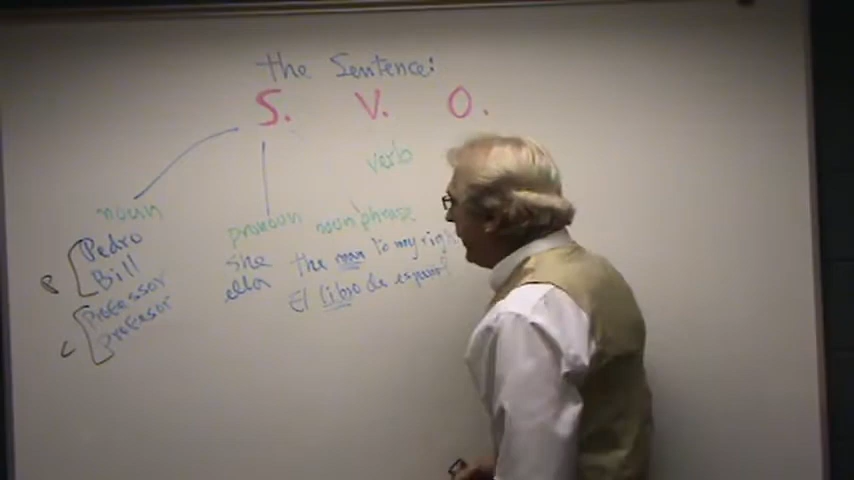 The Sentence:
S. V. O.
verb
noun pronoun noun phrase
P Pedro
Bill
C Professor
Profesor
she the man to my right
ella El libro de español